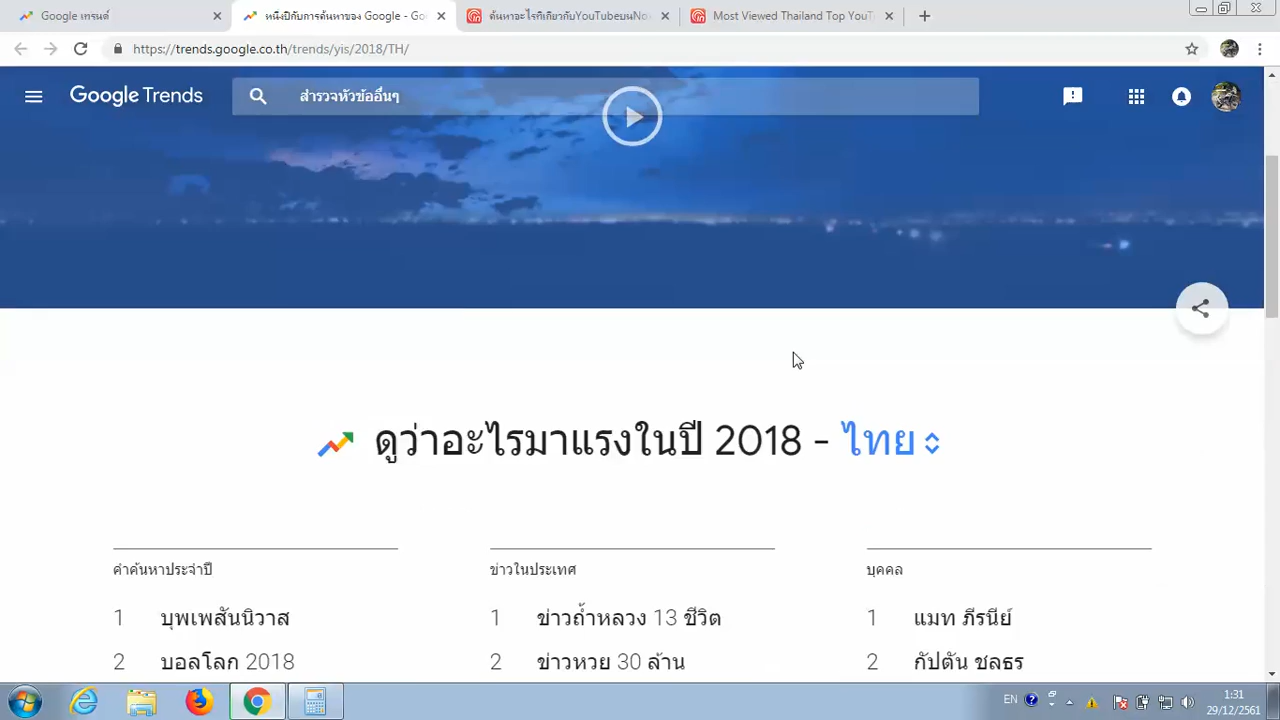 Google เทรนด์
หนึ่งปีกับการค้นหาของ Google - Go
ค้นหาอะไรที่เกี่ยวกับYouTubeบนNo
Most Viewed Thailand Top YouT
https://trends.google.co.th/trends/yis/2018/TH/
Google Trends
สำรวจหัวข้ออื่นๆ
ดูว่าอะไรมาแรงในปี 2018 - ไทย
คำค้นหาประจำปี
1 บุพเพสันนิวาส
2 บอลโลก 2018
ข่าวในประเทศ
1 ข่าวถ้ำหลวง 13 ชีวิต
2 ข่าวหวย 30 ล้าน
บุคคล
1 แมท ภีรนีย์
2 กัปตัน ชลธร
EN
1:31
29/12/2561